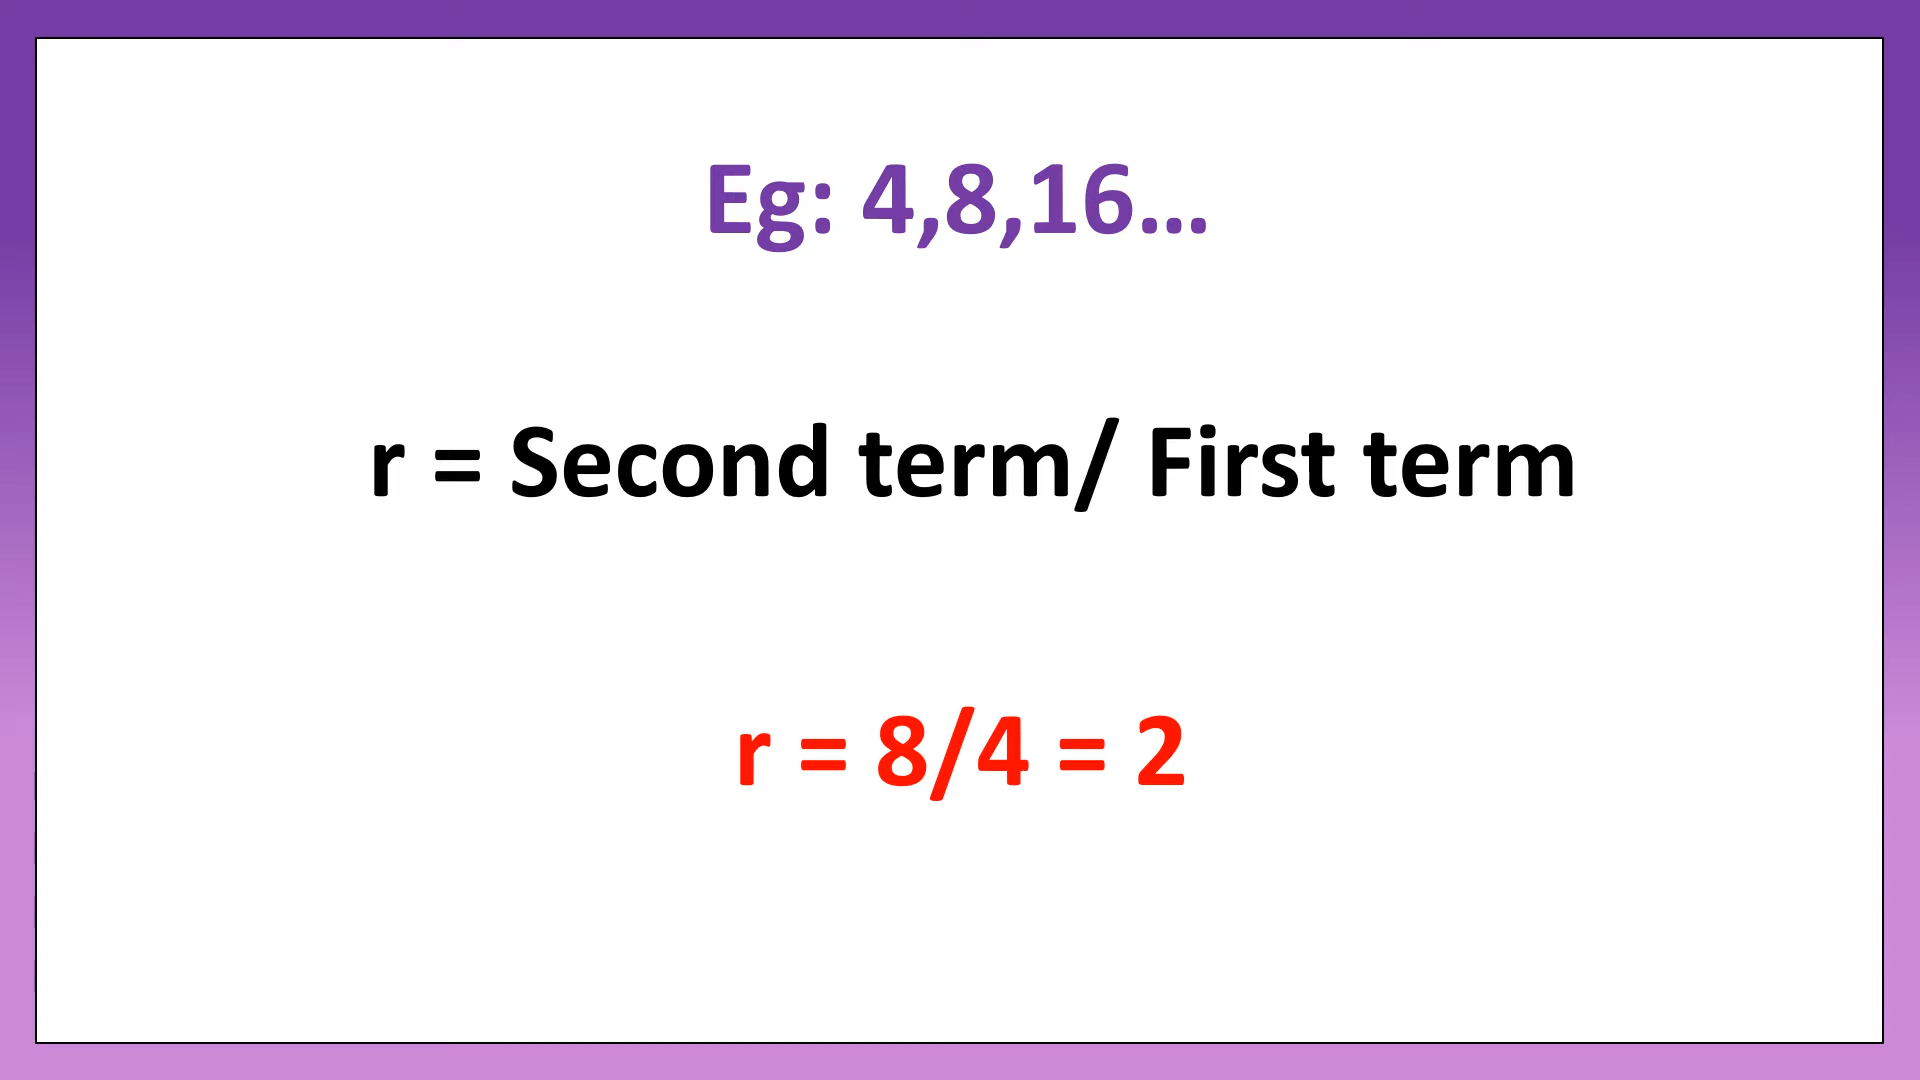 Eg: 4,8,16...
r = Second term/ First term
r = 8/4 = 2